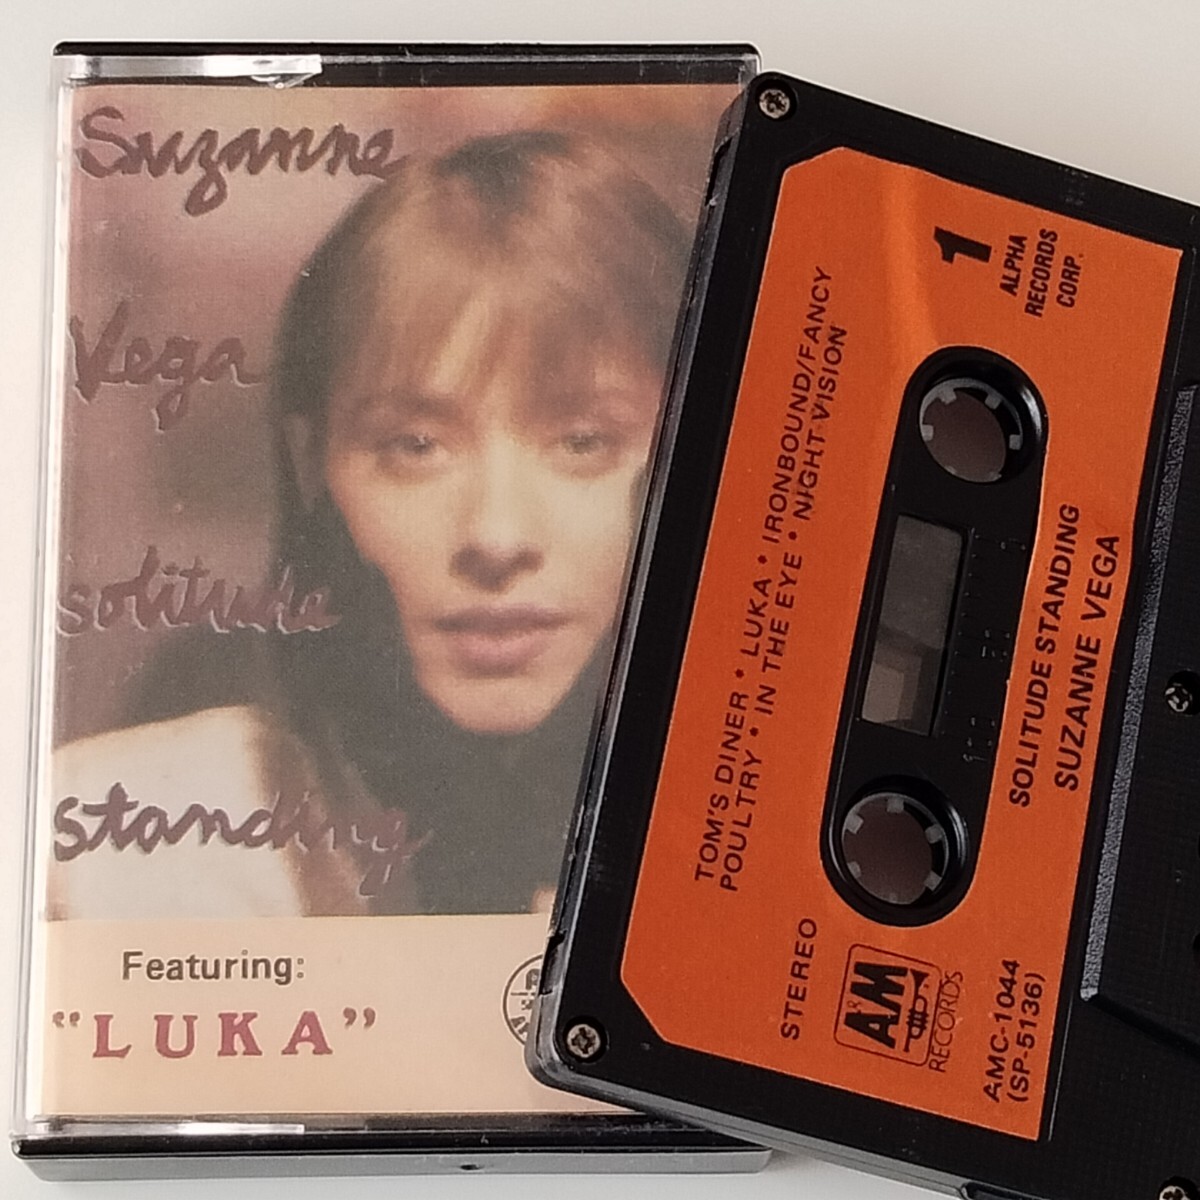 Suzanne
Vega
solitude
standing
Featuring:
"LUKA"
1
ALPHA
RECORDS
CORP.
TOM'S DINER • LUKA • IRONBOUND/FANCY
POULTRY • IN THE EYE • NIGHT VISION
SOLITUDE STANDING
SUZANNE VEGA
STEREO
A&M
RECORDS
AMC-1044
(SP-5136)